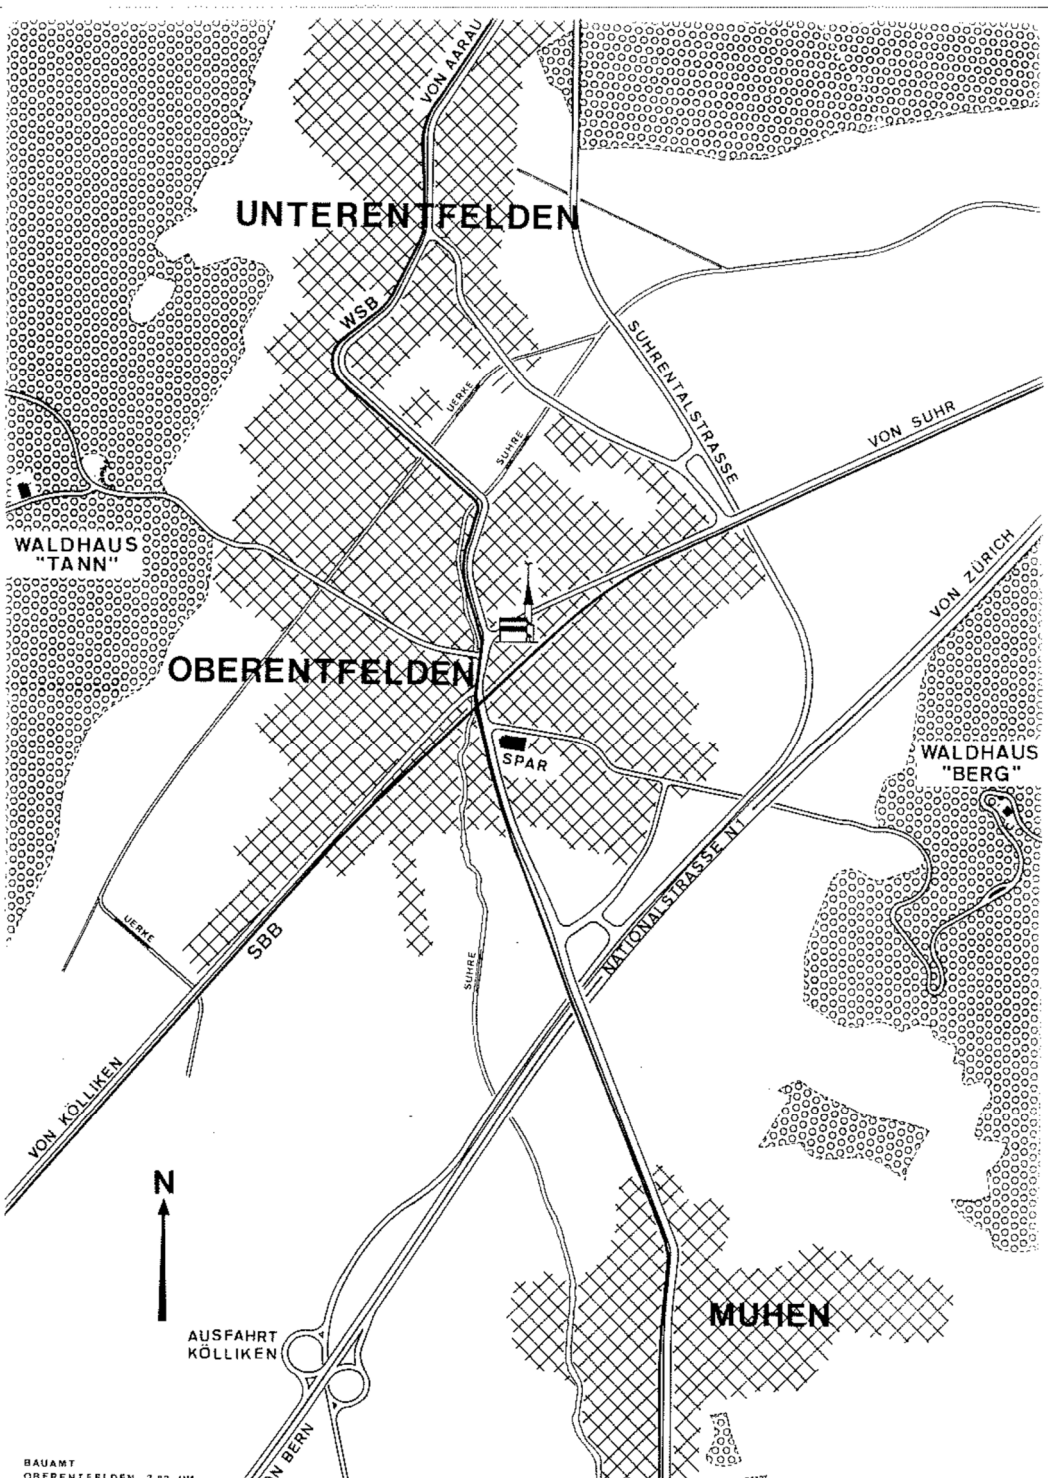 VON AARAU
UNTERENTFELDEN
WSB
SUHRENTALSTRASSE
UERKE
VON SUHR
SUHRE
WALDHAUS
"TANN"
VON ZÜRICH
OBERENTFELDEN
WALDHAUS
"BERG"
SPAR
NATIONALSTRASSE N1
UERKE
SBB
SUHRE
VON KÖLLIKEN
N
MUHEN
AUSFAHRT
KÖLLIKEN
BERN
BAUAMT
OBERENTFELDEN